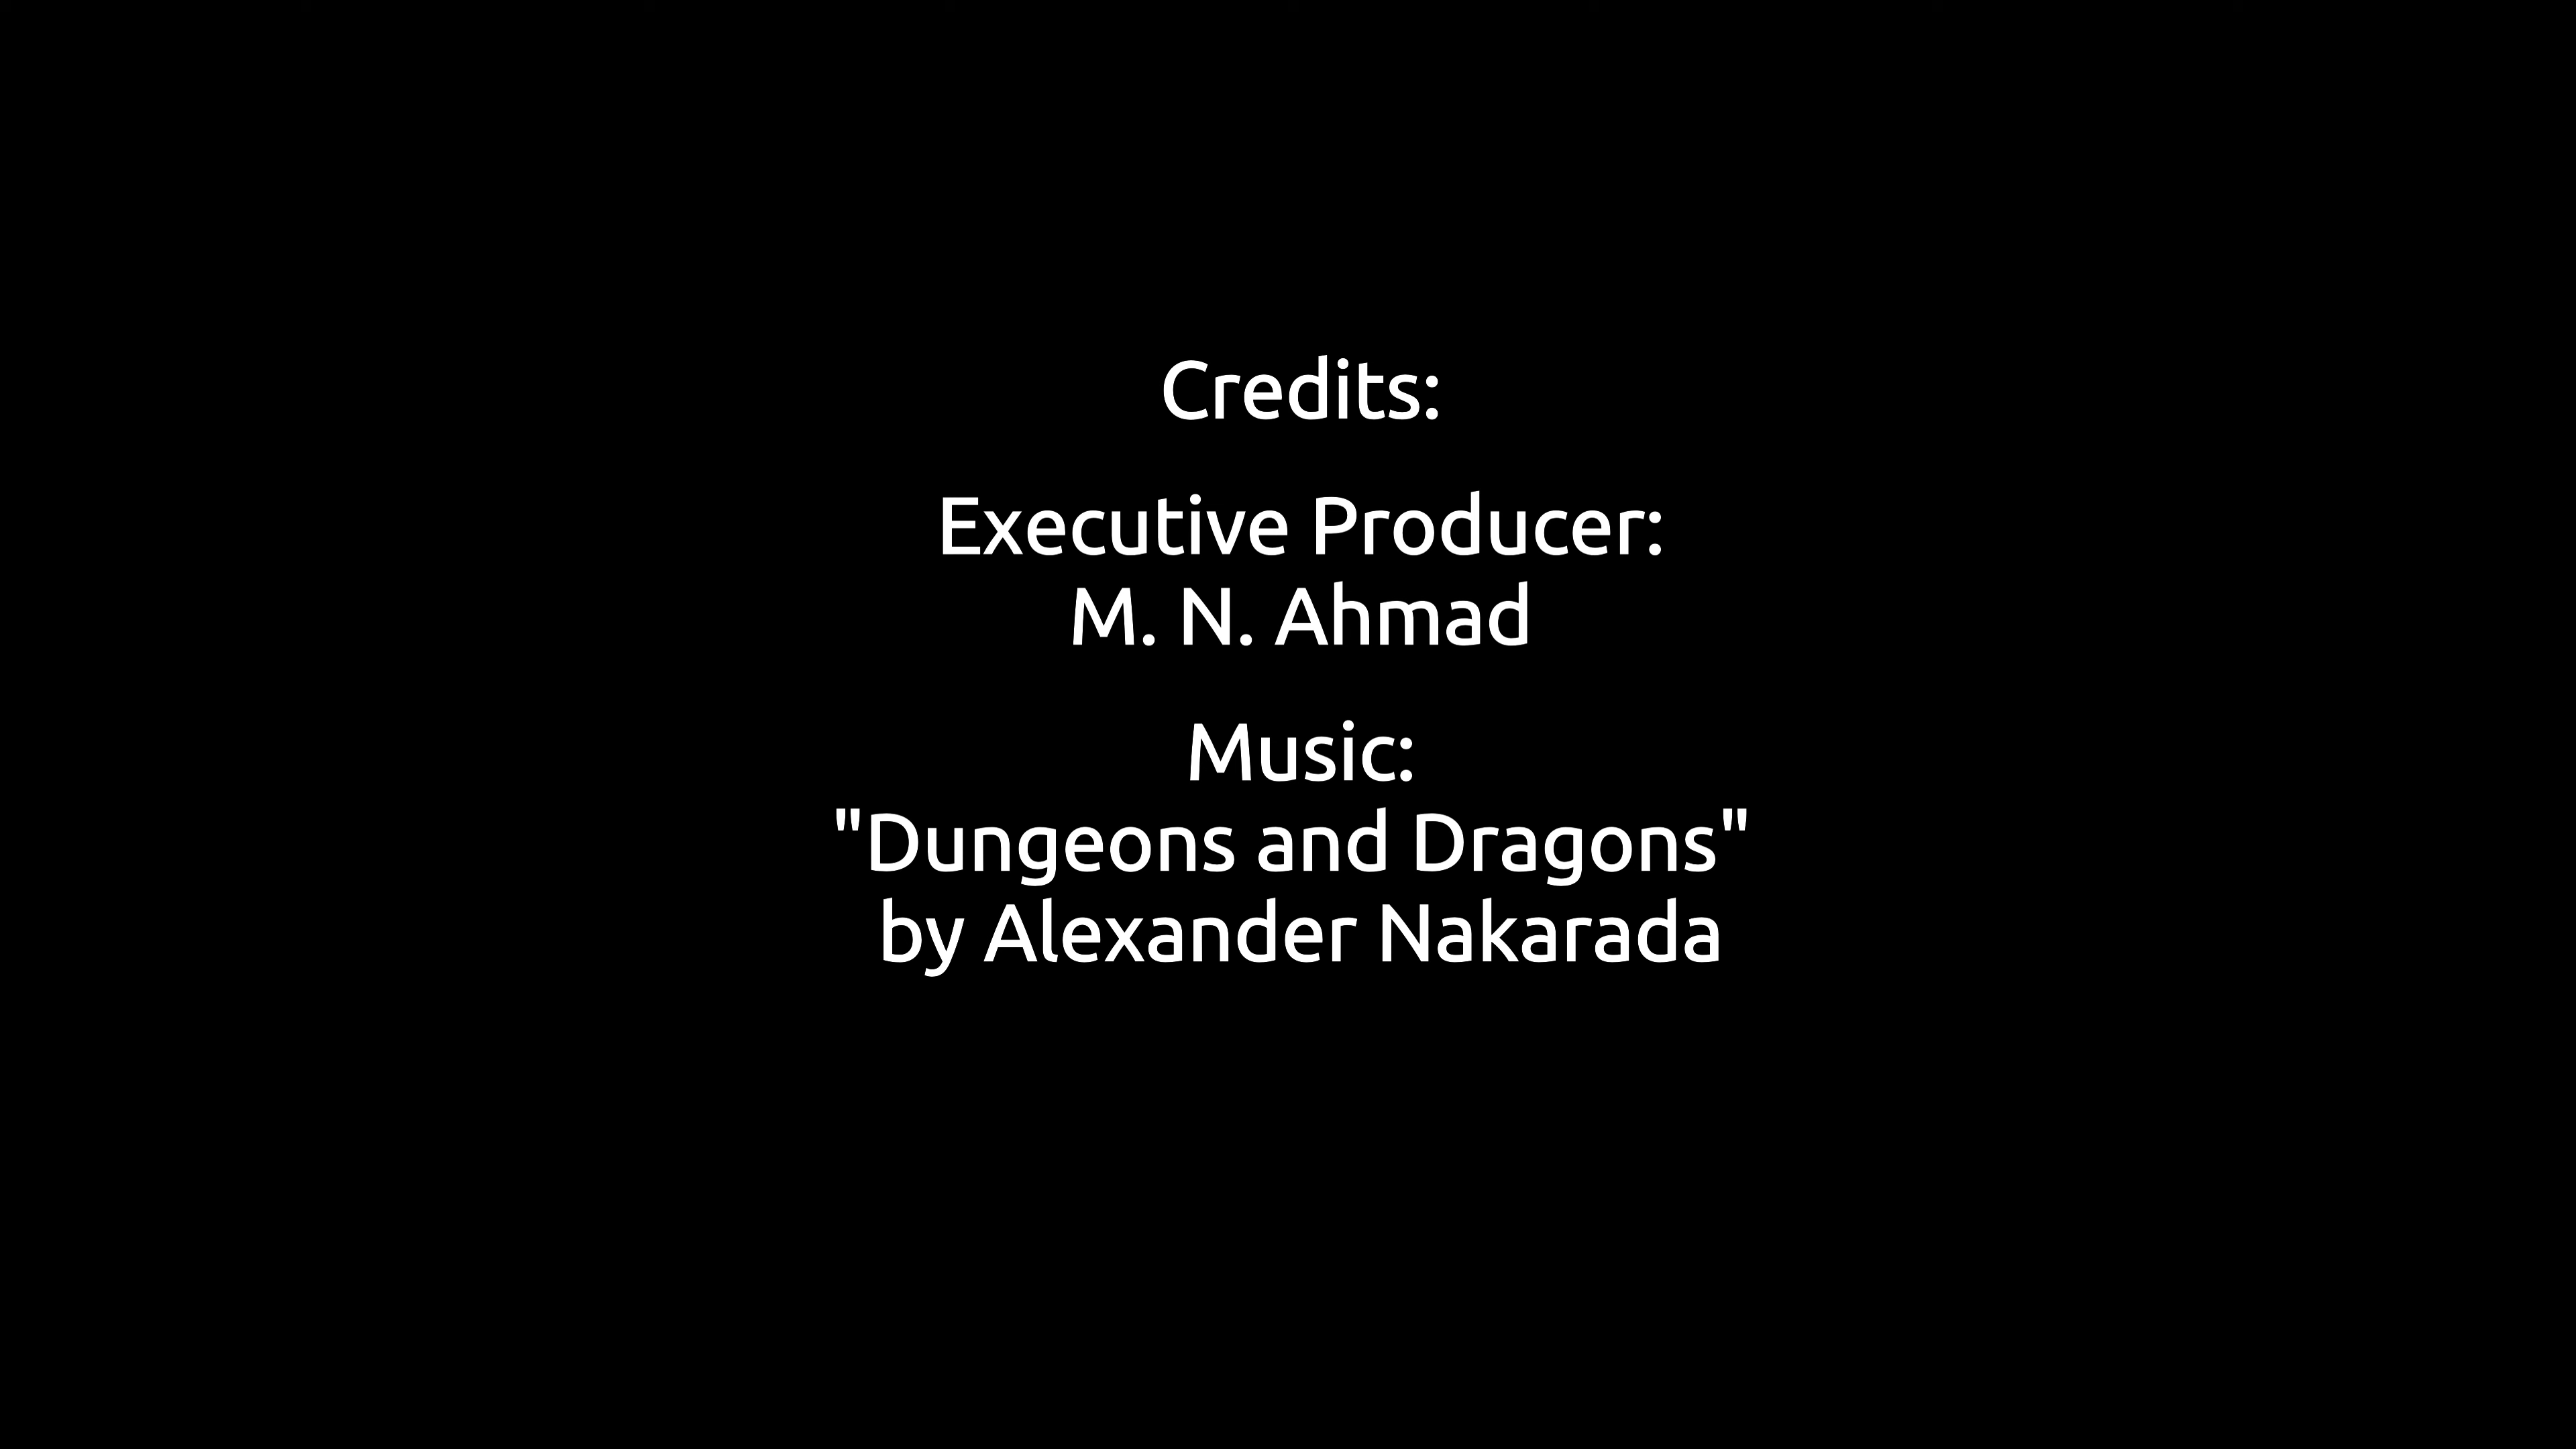 Credits:
Executive Producer:
M. N. Ahmad
Music:
"Dungeons and Dragons"
by Alexander Nakarada